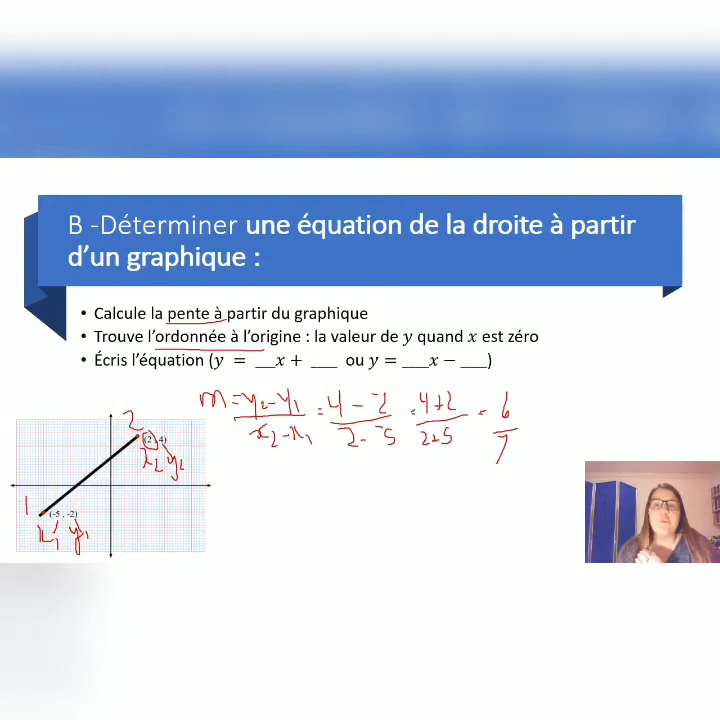 B -Déterminer une équation de la droite à partir
d'un graphique :
• Calcule la pente à partir du graphique
• Trouve l'ordonnée à l'origine : la valeur de y quand x est zéro
• Écris l'équation (y = __x + ___ ou y = ___x − ___)
m = y₂ - y₁ / x₂ - x₁ = 4 - -2 / 2 - -5 = 4+2 / 2+5 = 6 / 7
2
(2, 4)
x₂ y₂
1
(-5, -2)
x₁ y₁